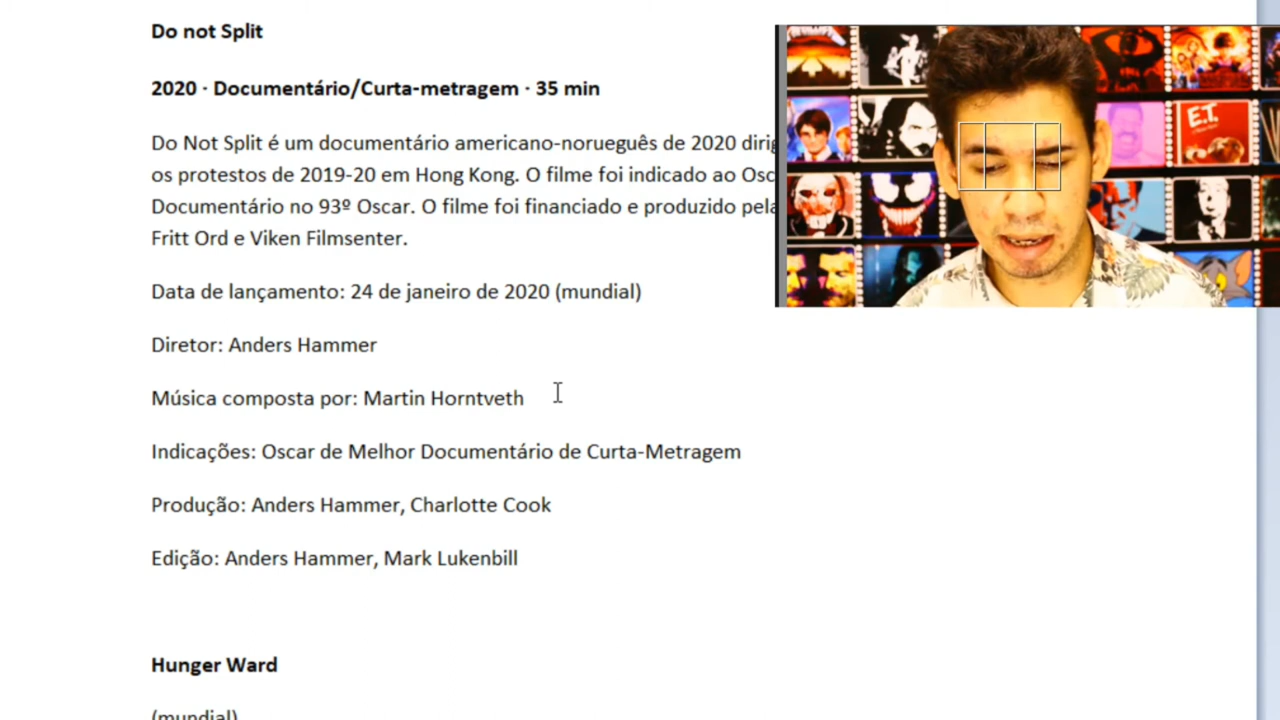 Do not Split
2020 · Documentário/Curta-metragem · 35 min
Do Not Split é um documentário americano-norueguês de 2020
os protestos de 2019-20 em Hong Kong. O filme foi indicado ao
Documentário no 93º Oscar. O filme foi financiado e produzido
Fritt Ord e Viken Filmsenter.
Data de lançamento: 24 de janeiro de 2020 (mundial)
Diretor: Anders Hammer
Música composta por: Martin Horntveth
Indicações: Oscar de Melhor Documentário de Curta-Metragem
Produção: Anders Hammer, Charlotte Cook
Edição: Anders Hammer, Mark Lukenbill
Hunger Ward
(mundial)
E.T.